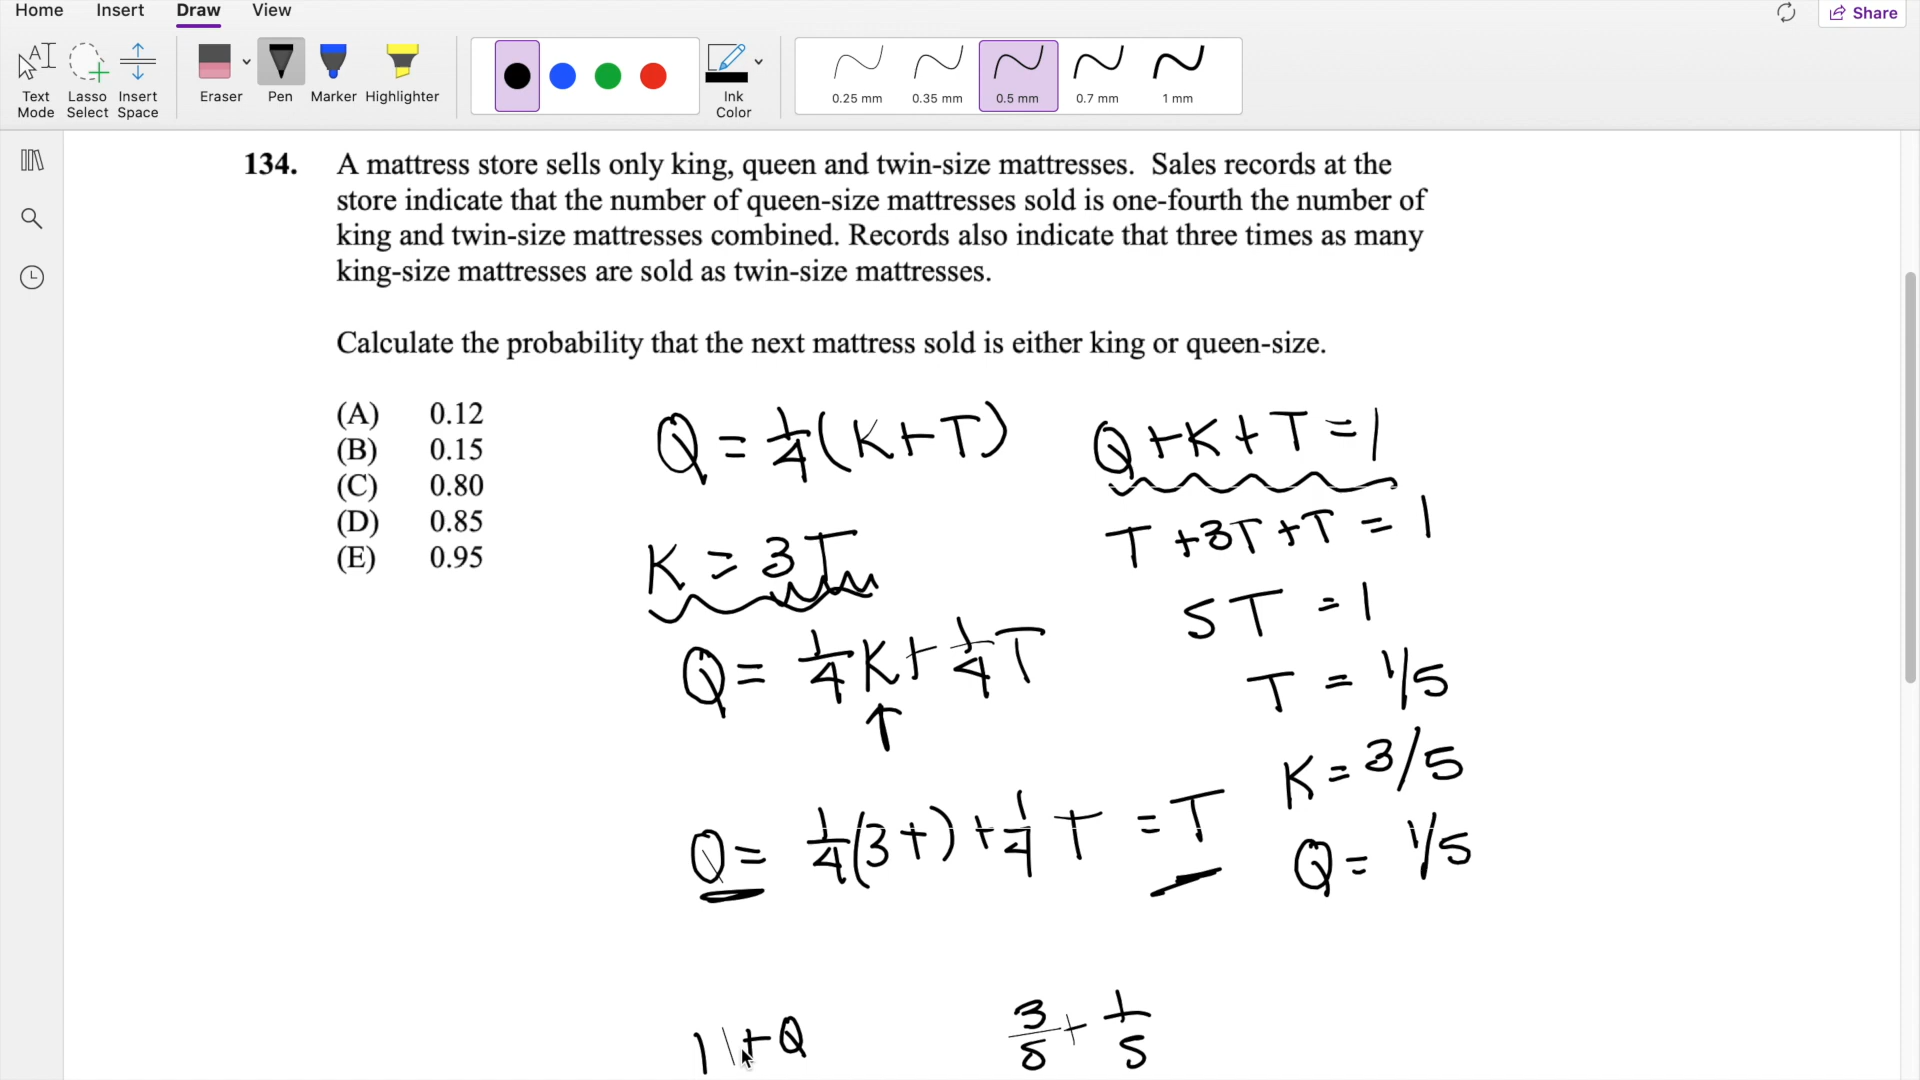 Home Insert Draw View
Share
Text Mode
Lasso Select
Insert Space
Eraser
Pen
Marker
Highlighter
Ink Color
0.25 mm
0.35 mm
0.5 mm
0.7 mm
1 mm
134. A mattress store sells only king, queen and twin-size mattresses. Sales records at the
store indicate that the number of queen-size mattresses sold is one-fourth the number of
king and twin-size mattresses combined. Records also indicate that three times as many
king-size mattresses are sold as twin-size mattresses.
Calculate the probability that the next mattress sold is either king or queen-size.
(A) 0.12
(B) 0.15
(C) 0.80
(D) 0.85
(E) 0.95
Q = 1/4 (K+T)
K = 3T
Q = 1/4 K + 1/4 T
Q = 1/4 (3T) + 1/4 T = T
Q+K+T=1
T+3T+T = 1
5T = 1
T = 1/5
K = 3/5
Q = 1/5
+ Q
3/5 + 1/5